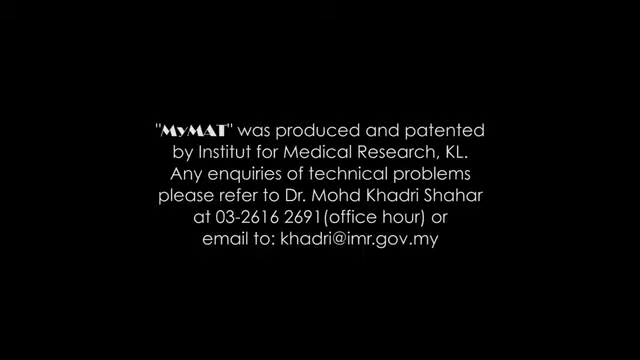 "MyMAT" was produced and patented
by Institut for Medical Research, KL.
Any enquiries of technical problems
please refer to Dr. Mohd Khadri Shahar
at 03-2616 2691(office hour) or
email to: khadri@imr.gov.my